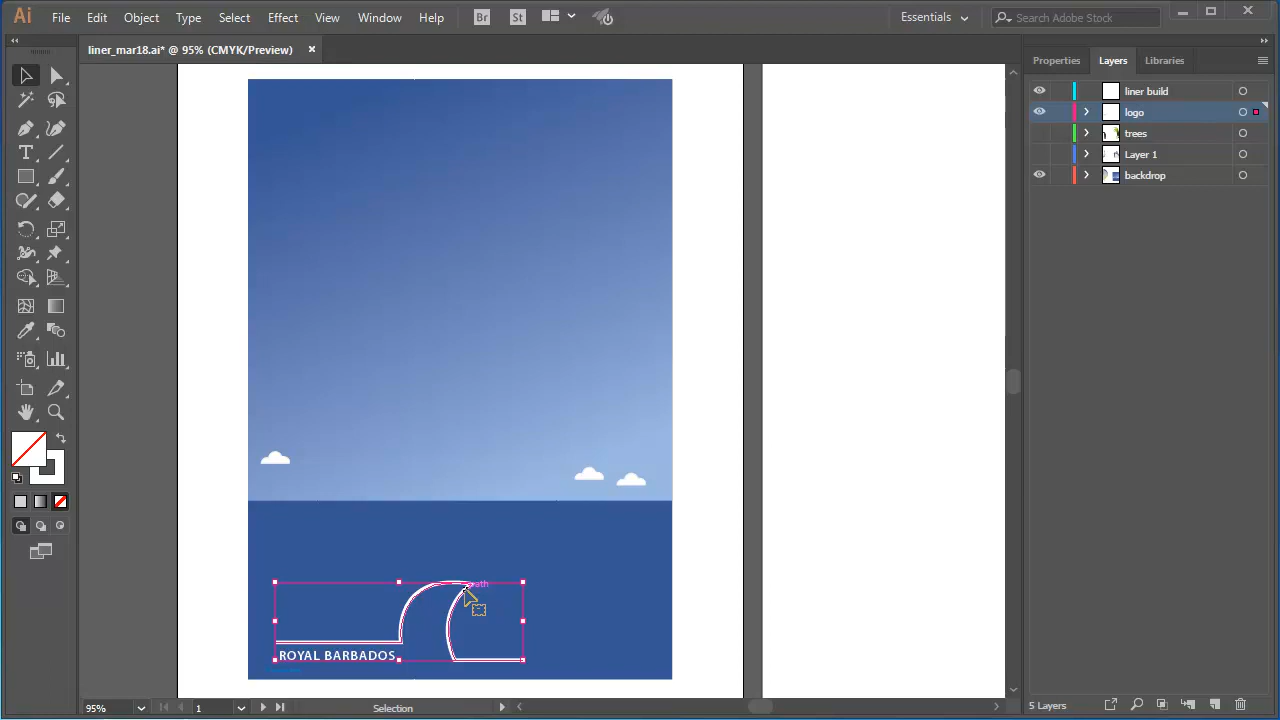 Ai File Edit Object Type Select Effect View Window Help Br St Essentials Search Adobe Stock
liner_mar18.ai* @ 95% (CMYK/Preview)
Properties Layers Libraries
liner build
logo
trees
Layer 1
backdrop
ROYAL BARBADOS
95% 1 Selection 5 Layers